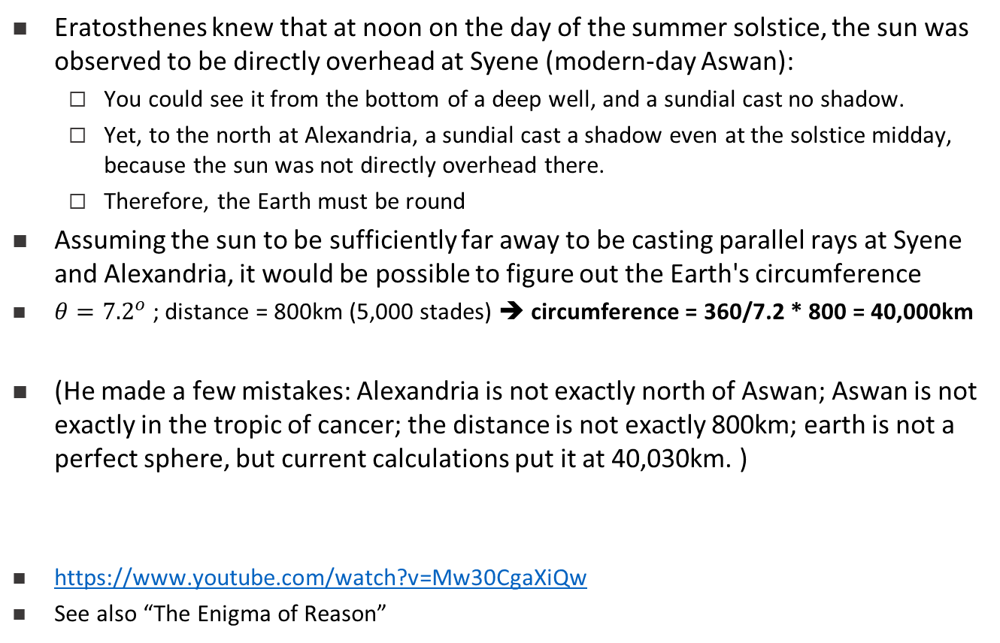 ■ Eratosthenes knew that at noon on the day of the summer solstice, the sun was
observed to be directly overhead at Syene (modern-day Aswan):
□ You could see it from the bottom of a deep well, and a sundial cast no shadow.
□ Yet, to the north at Alexandria, a sundial cast a shadow even at the solstice midday,
because the sun was not directly overhead there.
□ Therefore, the Earth must be round
■ Assuming the sun to be sufficiently far away to be casting parallel rays at Syene
and Alexandria, it would be possible to figure out the Earth's circumference
■ θ = 7.2° ; distance = 800km (5,000 stades) ➔ circumference = 360/7.2 * 800 = 40,000km
■ (He made a few mistakes: Alexandria is not exactly north of Aswan; Aswan is not
exactly in the tropic of cancer; the distance is not exactly 800km; earth is not a
perfect sphere, but current calculations put it at 40,030km. )
■ https://www.youtube.com/watch?v=Mw30CgaXiQw
■ See also “The Enigma of Reason”